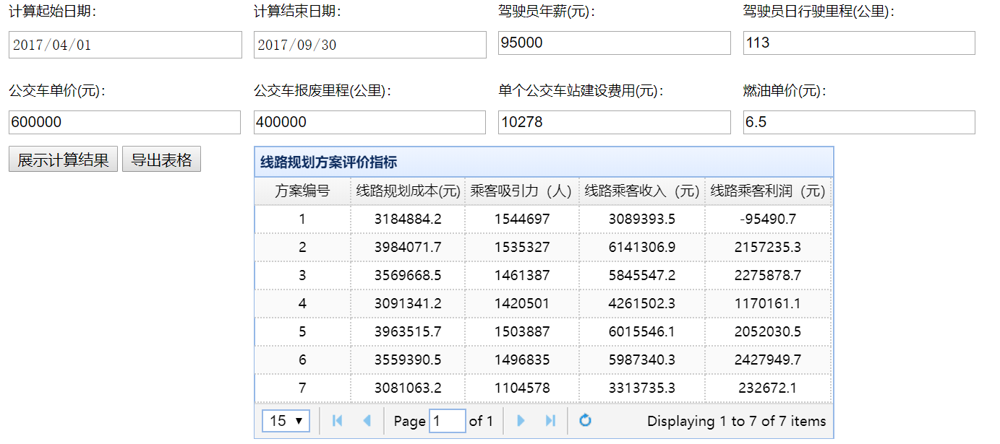 计算起始日期: 计算结束日期: 驾驶员年薪(元): 驾驶员日行驶里程(公里):
2017/04/01 2017/09/30 95000 113
公交车单价(元): 公交车报废里程(公里): 单个公交车站建设费用(元): 燃油单价(元):
600000 400000 10278 6.5
展示计算结果 导出表格
线路规划方案评价指标
方案编号 线路规划成本(元) 乘客吸引力（人） 线路乘客收入（元） 线路乘客利润（元）
1 3184884.2 1544697 3089393.5 -95490.7
2 3984071.7 1535327 6141306.9 2157235.3
3 3569668.5 1461387 5845547.2 2275878.7
4 3091341.2 1420501 4261502.3 1170161.1
5 3963515.7 1503887 6015546.1 2052030.5
6 3559390.5 1496835 5987340.3 2427949.7
7 3081063.2 1104578 3313735.3 232672.1
15 Page 1 of 1 Displaying 1 to 7 of 7 items